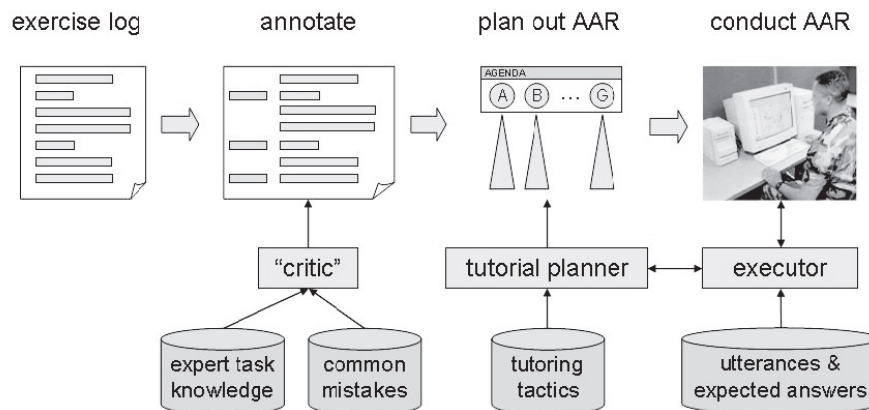 exercise log
annotate
plan out AAR
conduct AAR
AGENDA
A B ... G
“critic”
tutorial planner
executor
expert task
knowledge
common
mistakes
tutoring
tactics
utterances &
expected answers